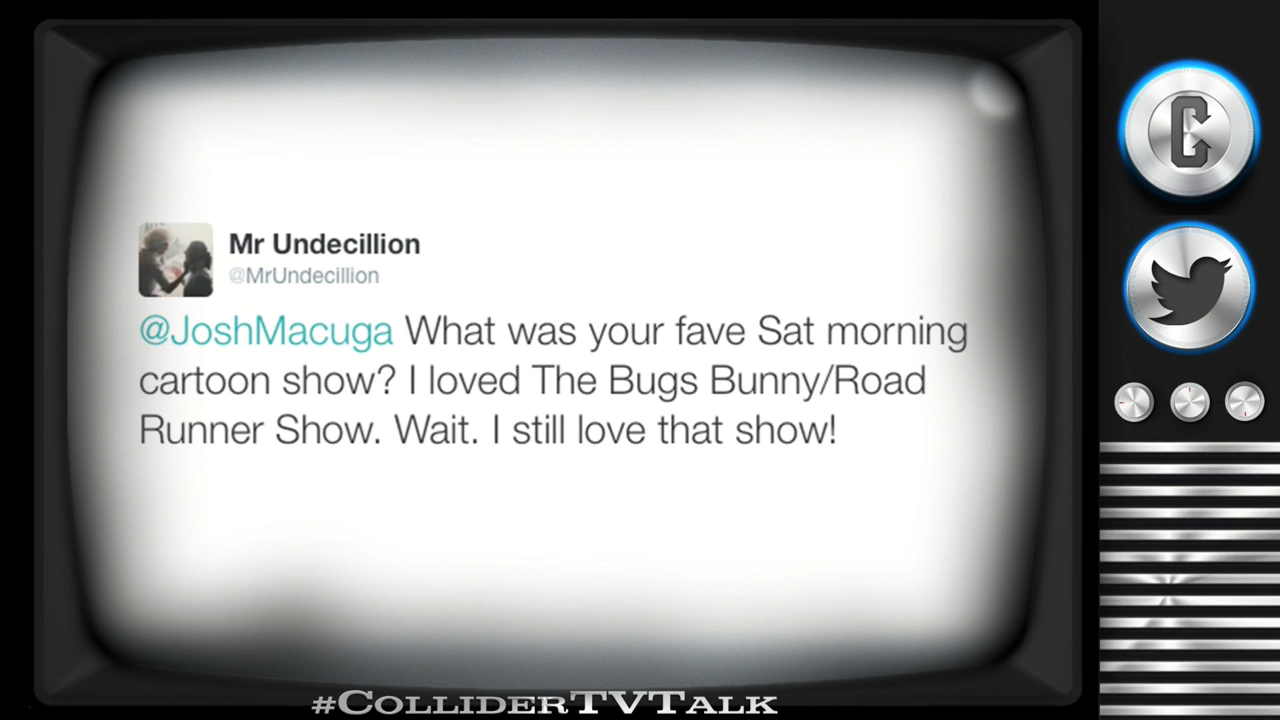 Mr Undecillion
@MrUndecillion
@JoshMacuga What was your fave Sat morning
cartoon show? I loved The Bugs Bunny/Road
Runner Show. Wait. I still love that show!
#ColliderTVTalk